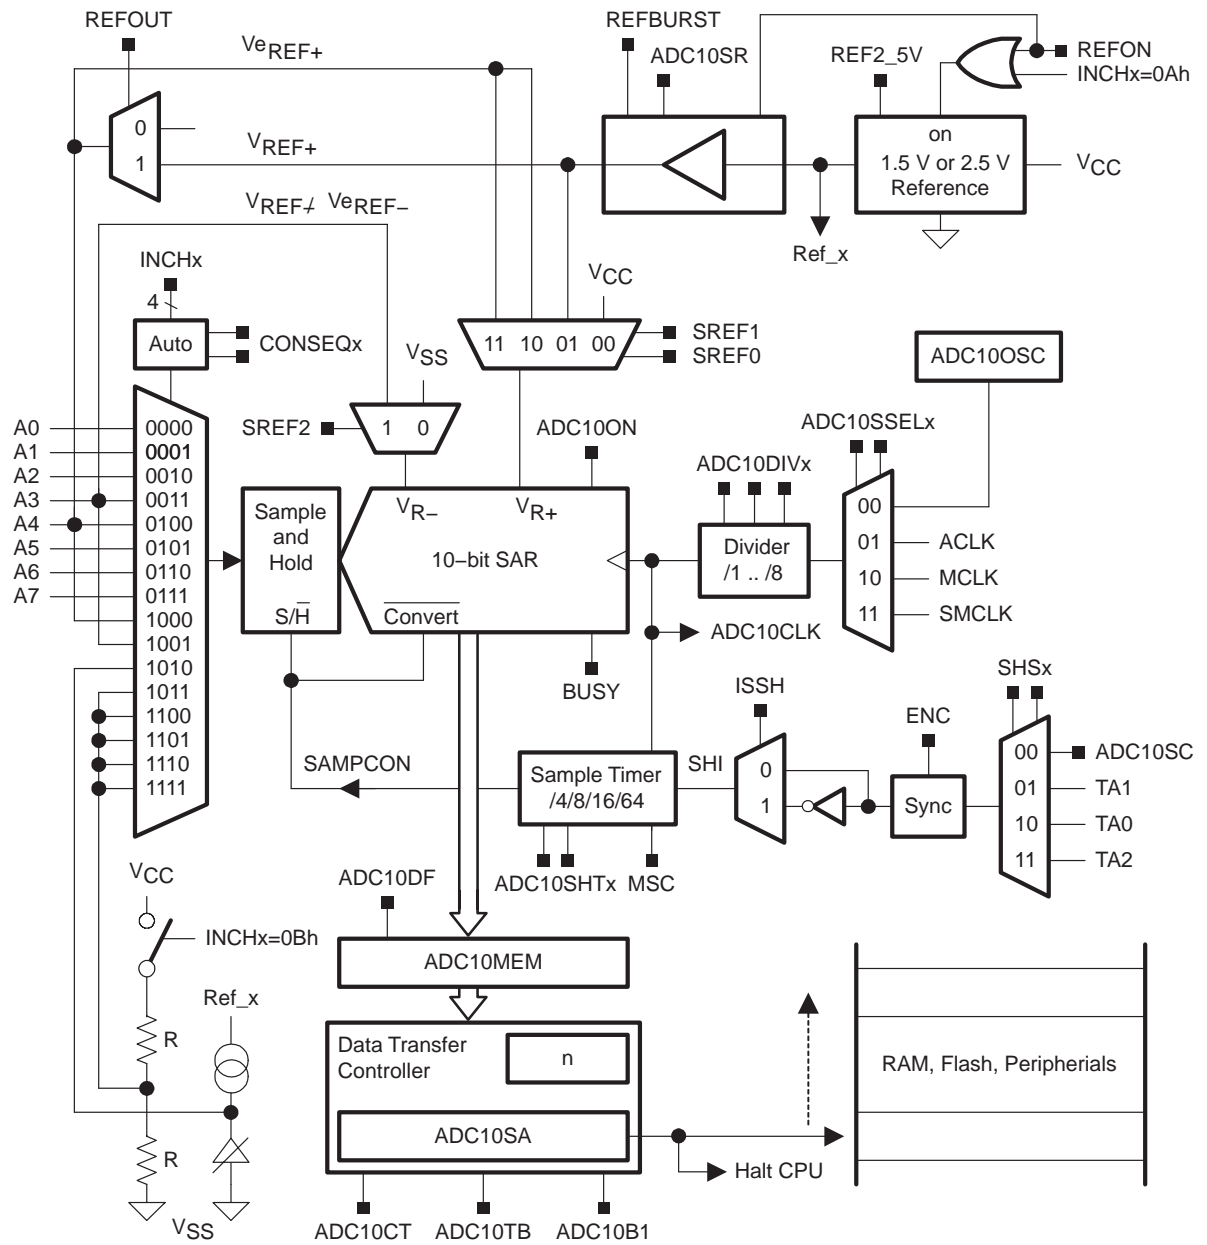 REFOUT
VeREF+
REFBURST
ADC10SR
REF2_5V
REFON
INCHx=0Ah
0
1
VREF+
on
1.5 V or 2.5 V
Reference
VCC
VREF−/ VeREF−
Ref_x
INCHx
4
Auto
CONSEQx
VCC
11 10 01 00
SREF1
SREF0
VSS
SREF2
1 0
ADC10OSC
A0
A1
A2
A3
A4
A5
A6
A7
0000
0001
0010
0011
0100
0101
0110
0111
1000
1001
1010
1011
1100
1101
1110
1111
ADC10ON
ADC10DIVx
ADC10SSELx
Sample
and
Hold
S/H̅
VR−
VR+
10−bit SAR
Convert
Divider
/1 .. /8
00
01
10
11
ACLK
MCLK
SMCLK
ADC10CLK
BUSY
ISSH
ENC
SHSx
SAMPCON
Sample Timer
/4/8/16/64
SHI
0
1
Sync
00
01
10
11
ADC10SC
TA1
TA0
TA2
ADC10SHTx
MSC
VCC
INCHx=0Bh
Ref_x
R
R
VSS
ADC10DF
ADC10MEM
Data Transfer
Controller
n
ADC10SA
RAM, Flash, Peripherials
Halt CPU
ADC10CT
ADC10TB
ADC10B1